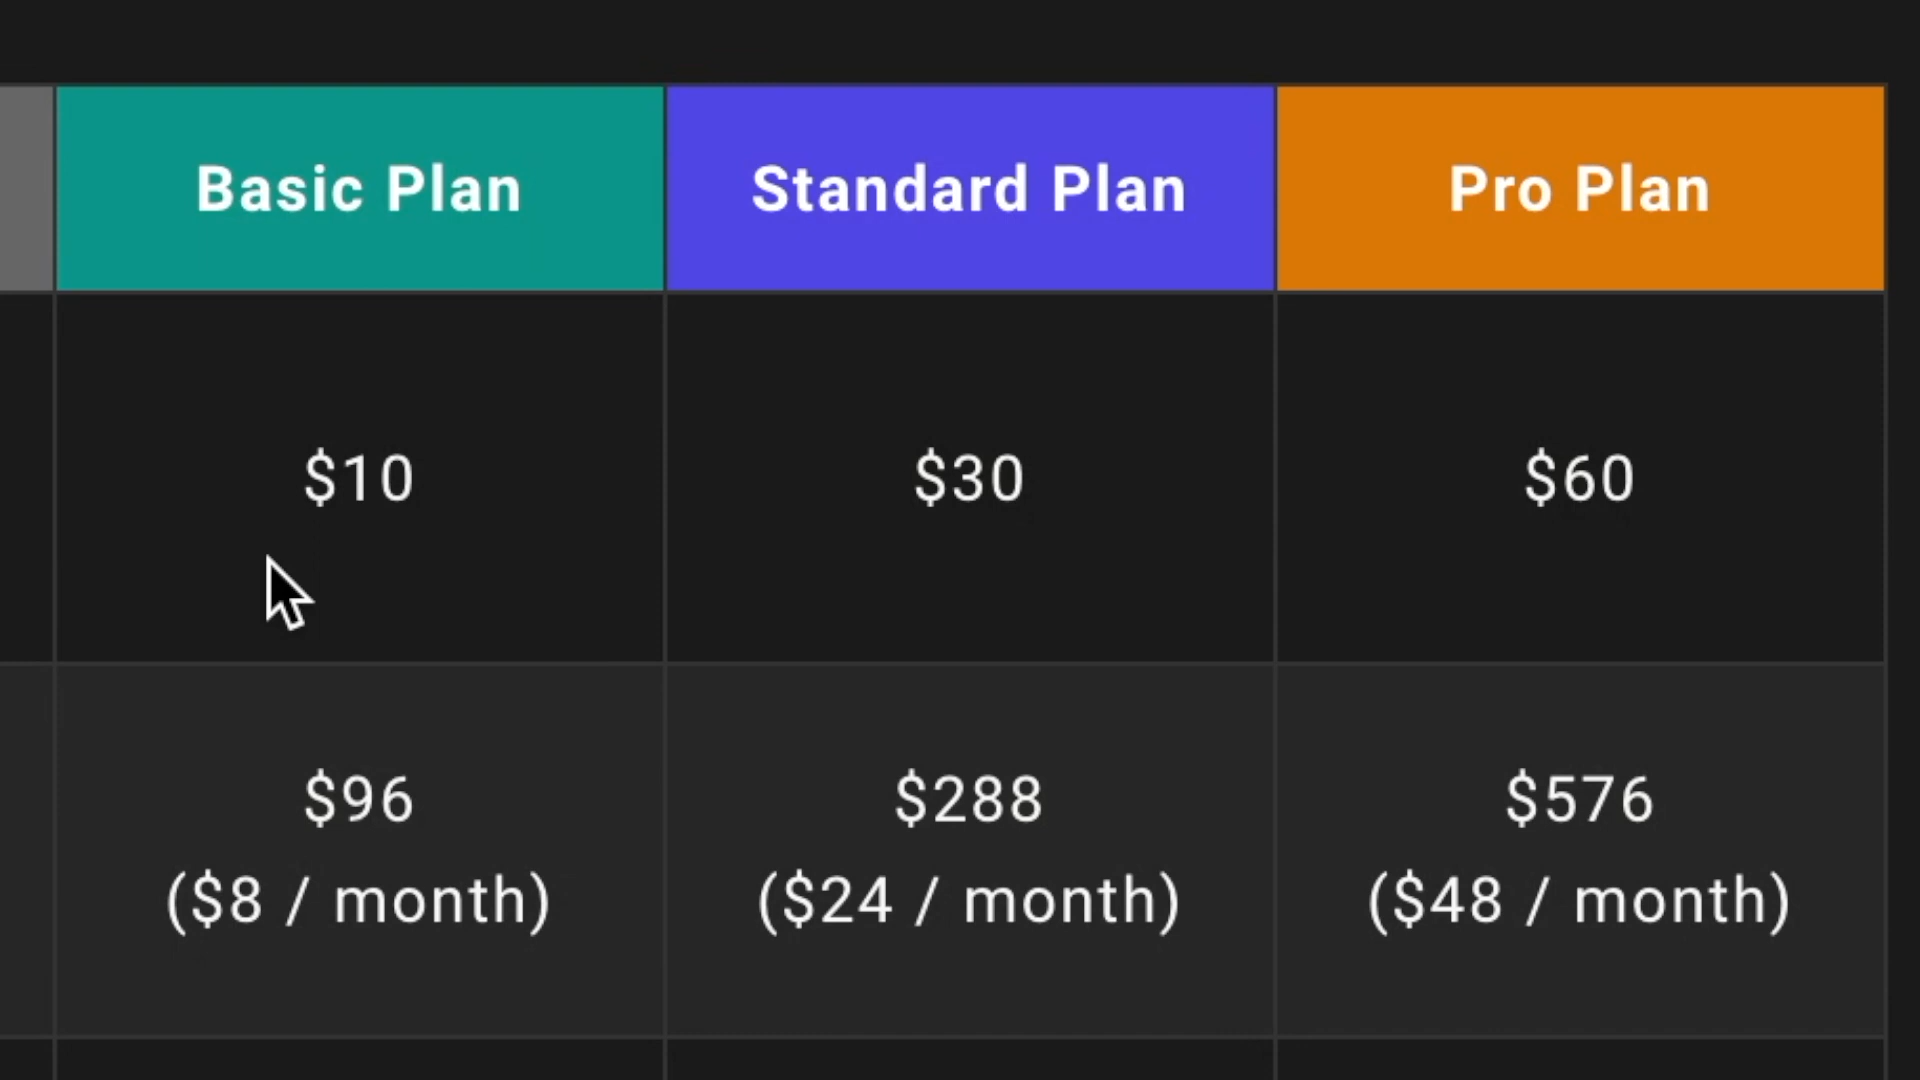 Basic Plan Standard Plan Pro Plan
$10 $30 $60
$96 $288 $576
($8 / month) ($24 / month) ($48 / month)